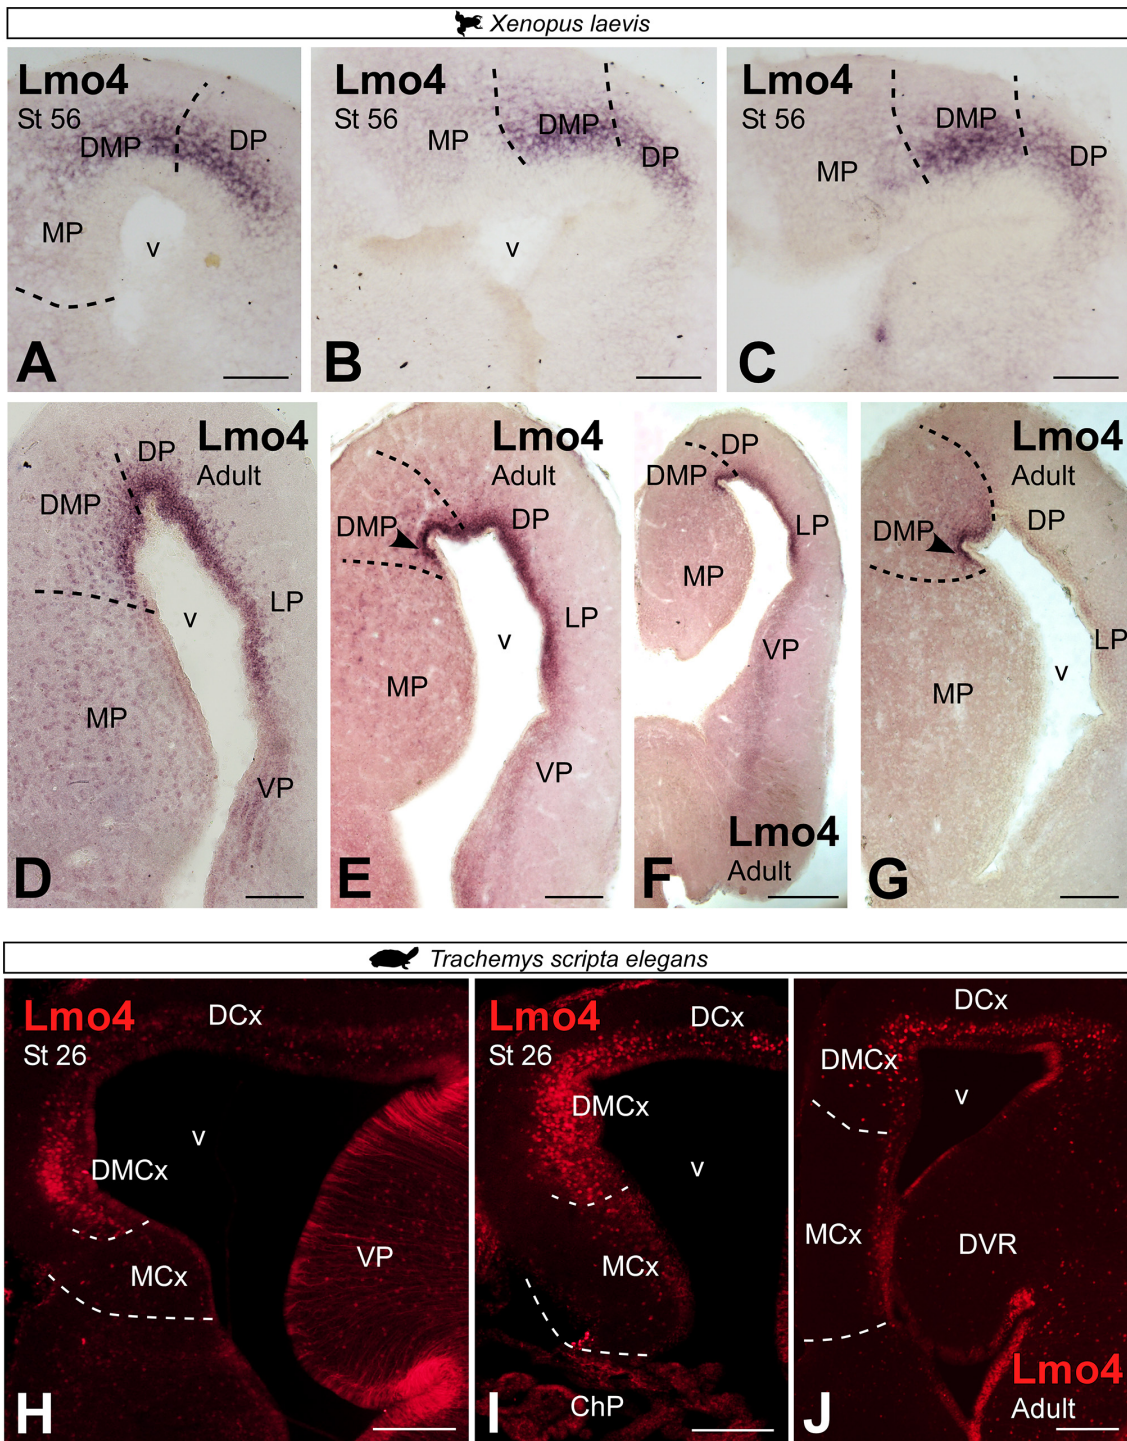 Xenopus laevis
Lmo4
St 56
DMP
DP
MP
v
A
Lmo4
St 56
DMP
MP
DP
v
B
Lmo4
St 56
DMP
DP
MP
C
DP
Lmo4
Adult
DMP
LP
v
MP
VP
D
Lmo4
Adult
DMP
DP
LP
v
MP
VP
E
DP
DMP
LP
MP
VP
Lmo4
Adult
F
Lmo4
Adult
DMP
DP
LP
v
MP
G
Trachemys scripta elegans
Lmo4
St 26
DCx
v
DMCx
VP
MCx
H
Lmo4
St 26
DCx
DMCx
v
MCx
ChP
I
DCx
DMCx
v
MCx
DVR
Lmo4
Adult
J